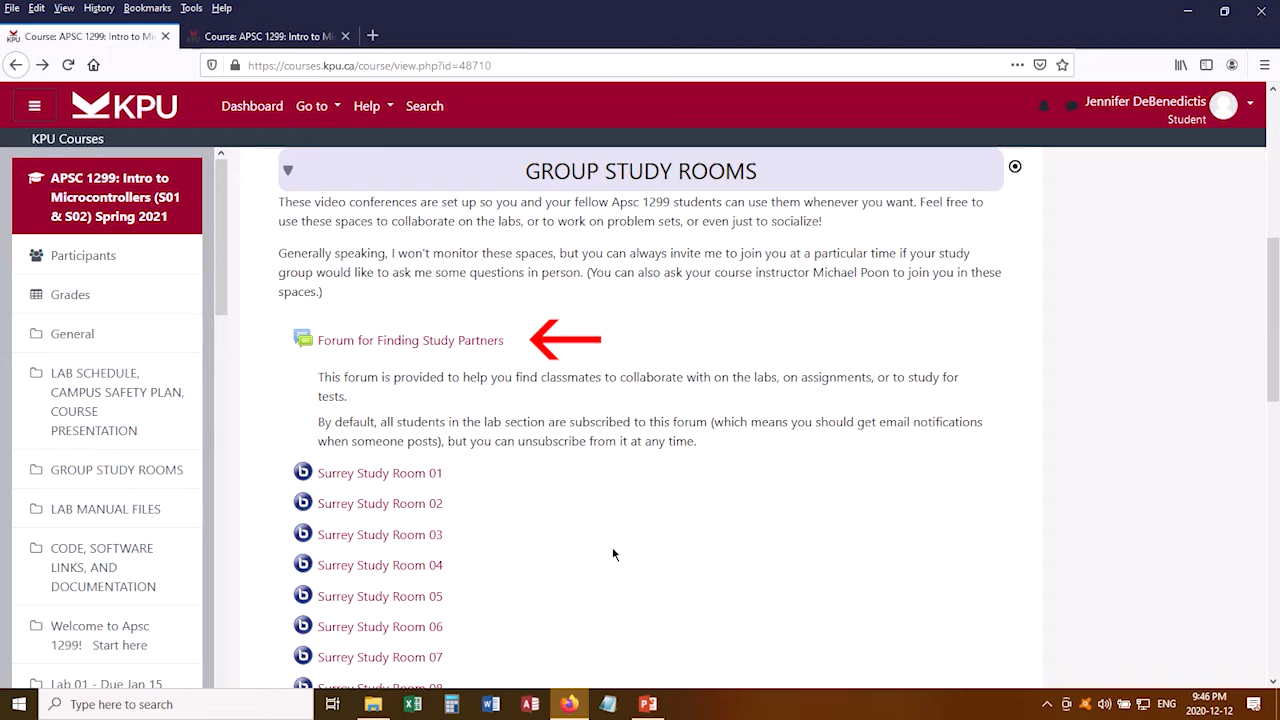 File Edit View History Bookmarks Tools Help
Course: APSC 1299: Intro to Mi
Course: APSC 1299: Intro to Mi
https://courses.kpu.ca/course/view.php?id=48710
KPU
Dashboard Go to Help Search
Jennifer DeBenedictis
Student
KPU Courses
APSC 1299: Intro to
Microcontrollers (S01
& S02) Spring 2021
Participants
Grades
General
LAB SCHEDULE,
CAMPUS SAFETY PLAN,
COURSE
PRESENTATION
GROUP STUDY ROOMS
LAB MANUAL FILES
CODE, SOFTWARE
LINKS, AND
DOCUMENTATION
Welcome to Apsc
1299! Start here
Lab 01 - Due Jan 15
GROUP STUDY ROOMS
These video conferences are set up so you and your fellow Apsc 1299 students can use them whenever you want. Feel free to
use these spaces to collaborate on the labs, or to work on problem sets, or even just to socialize!
Generally speaking, I won't monitor these spaces, but you can always invite me to join you at a particular time if your study
group would like to ask me some questions in person. (You can also ask your course instructor Michael Poon to join you in these
spaces.)
Forum for Finding Study Partners
This forum is provided to help you find classmates to collaborate with on the labs, on assignments, or to study for
tests.
By default, all students in the lab section are subscribed to this forum (which means you should get email notifications
when someone posts), but you can unsubscribe from it at any time.
Surrey Study Room 01
Surrey Study Room 02
Surrey Study Room 03
Surrey Study Room 04
Surrey Study Room 05
Surrey Study Room 06
Surrey Study Room 07
Surrey Study Room 08
Type here to search
ENG
9:46 PM
2020-12-12